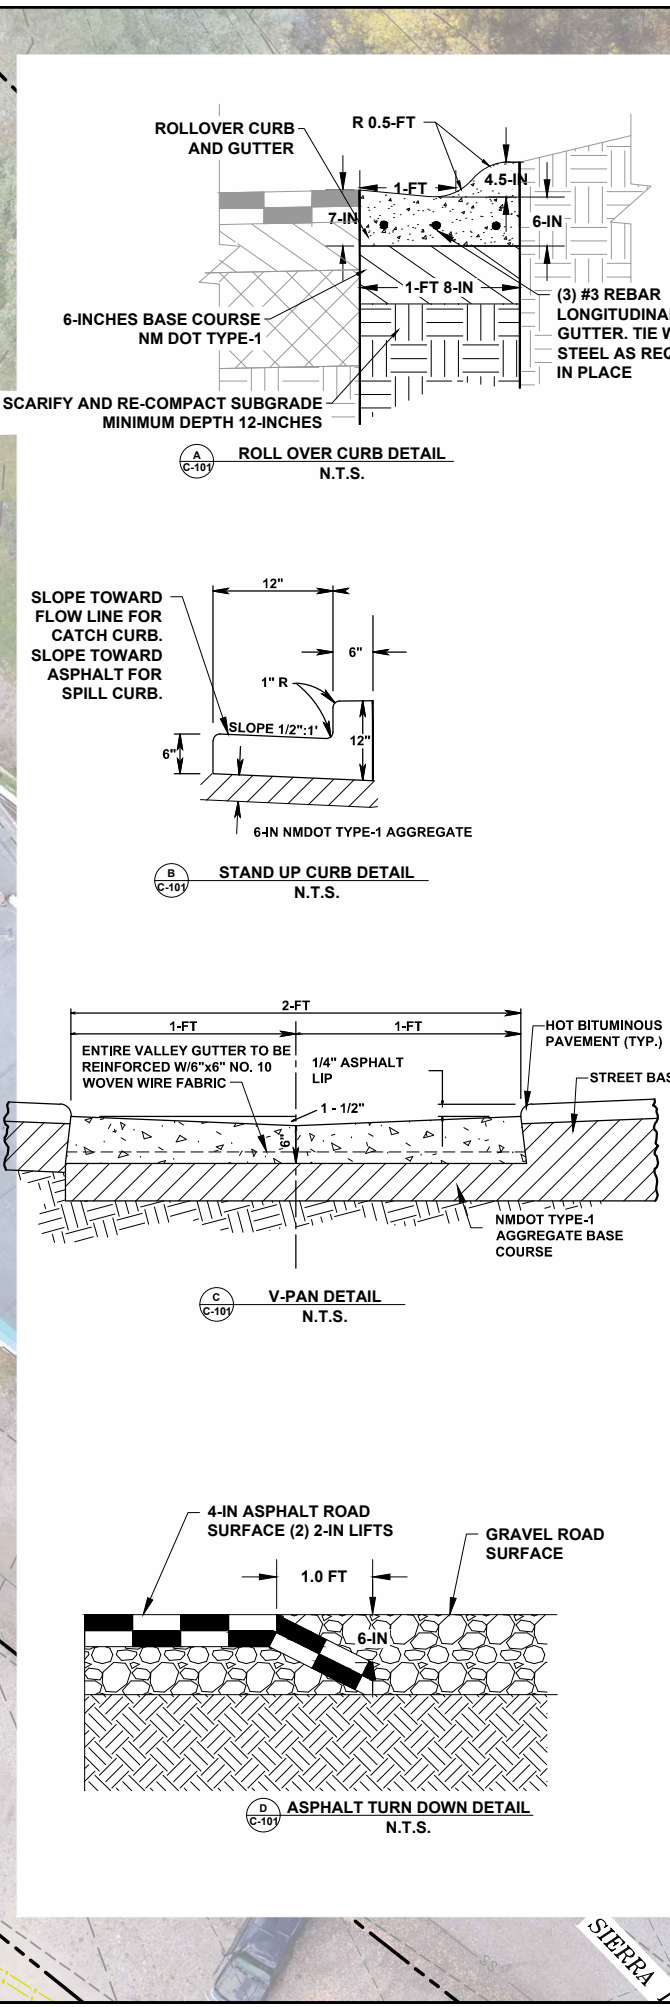 ROLLOVER CURB
AND GUTTER
R 0.5-FT
1-FT
4.5-IN
7-IN
6-IN
1-FT 8-IN
6-INCHES BASE COURSE
NM DOT TYPE-1
(3) #3 REBAR
LONGITUDINA
GUTTER. TIE W
STEEL AS REQ
IN PLACE
SCARIFY AND RE-COMPACT SUBGRADE
MINIMUM DEPTH 12-INCHES
A
C-101
ROLL OVER CURB DETAIL
N.T.S.
12"
SLOPE TOWARD
FLOW LINE FOR
CATCH CURB.
SLOPE TOWARD
ASPHALT FOR
SPILL CURB.
6"
1" R
SLOPE 1/2":1'
12"
6"
6-IN NMDOT TYPE-1 AGGREGATE
B
C-101
STAND UP CURB DETAIL
N.T.S.
2-FT
1-FT
1-FT
HOT BITUMINOUS
PAVEMENT (TYP.)
ENTIRE VALLEY GUTTER TO BE
REINFORCED W/6"x6" NO. 10
WOVEN WIRE FABRIC
1/4" ASPHALT
LIP
STREET BAS
1 - 1/2"
6"
NMDOT TYPE-1
AGGREGATE BASE
COURSE
C
C-101
V-PAN DETAIL
N.T.S.
4-IN ASPHALT ROAD
SURFACE (2) 2-IN LIFTS
GRAVEL ROAD
SURFACE
1.0 FT
6-IN
D
C-101
ASPHALT TURN DOWN DETAIL
N.T.S.
SIERRA
SS